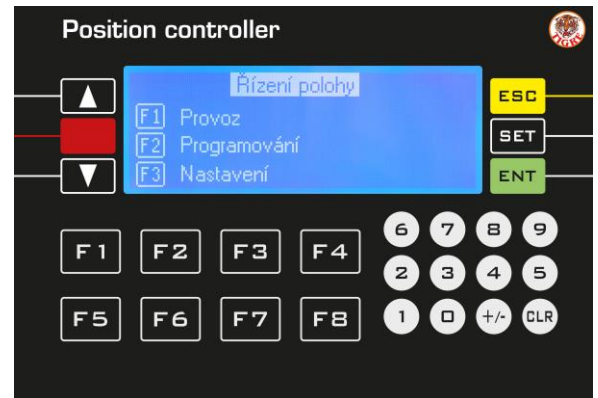 Position controller
TIGRE
Řízení polohy
F1 Provoz
F2 Programování
F3 Nastavení
ESC
SET
ENT
F1 F2 F3 F4
F5 F6 F7 F8
6 7 8 9
2 3 4 5
1 0 +/- CLR